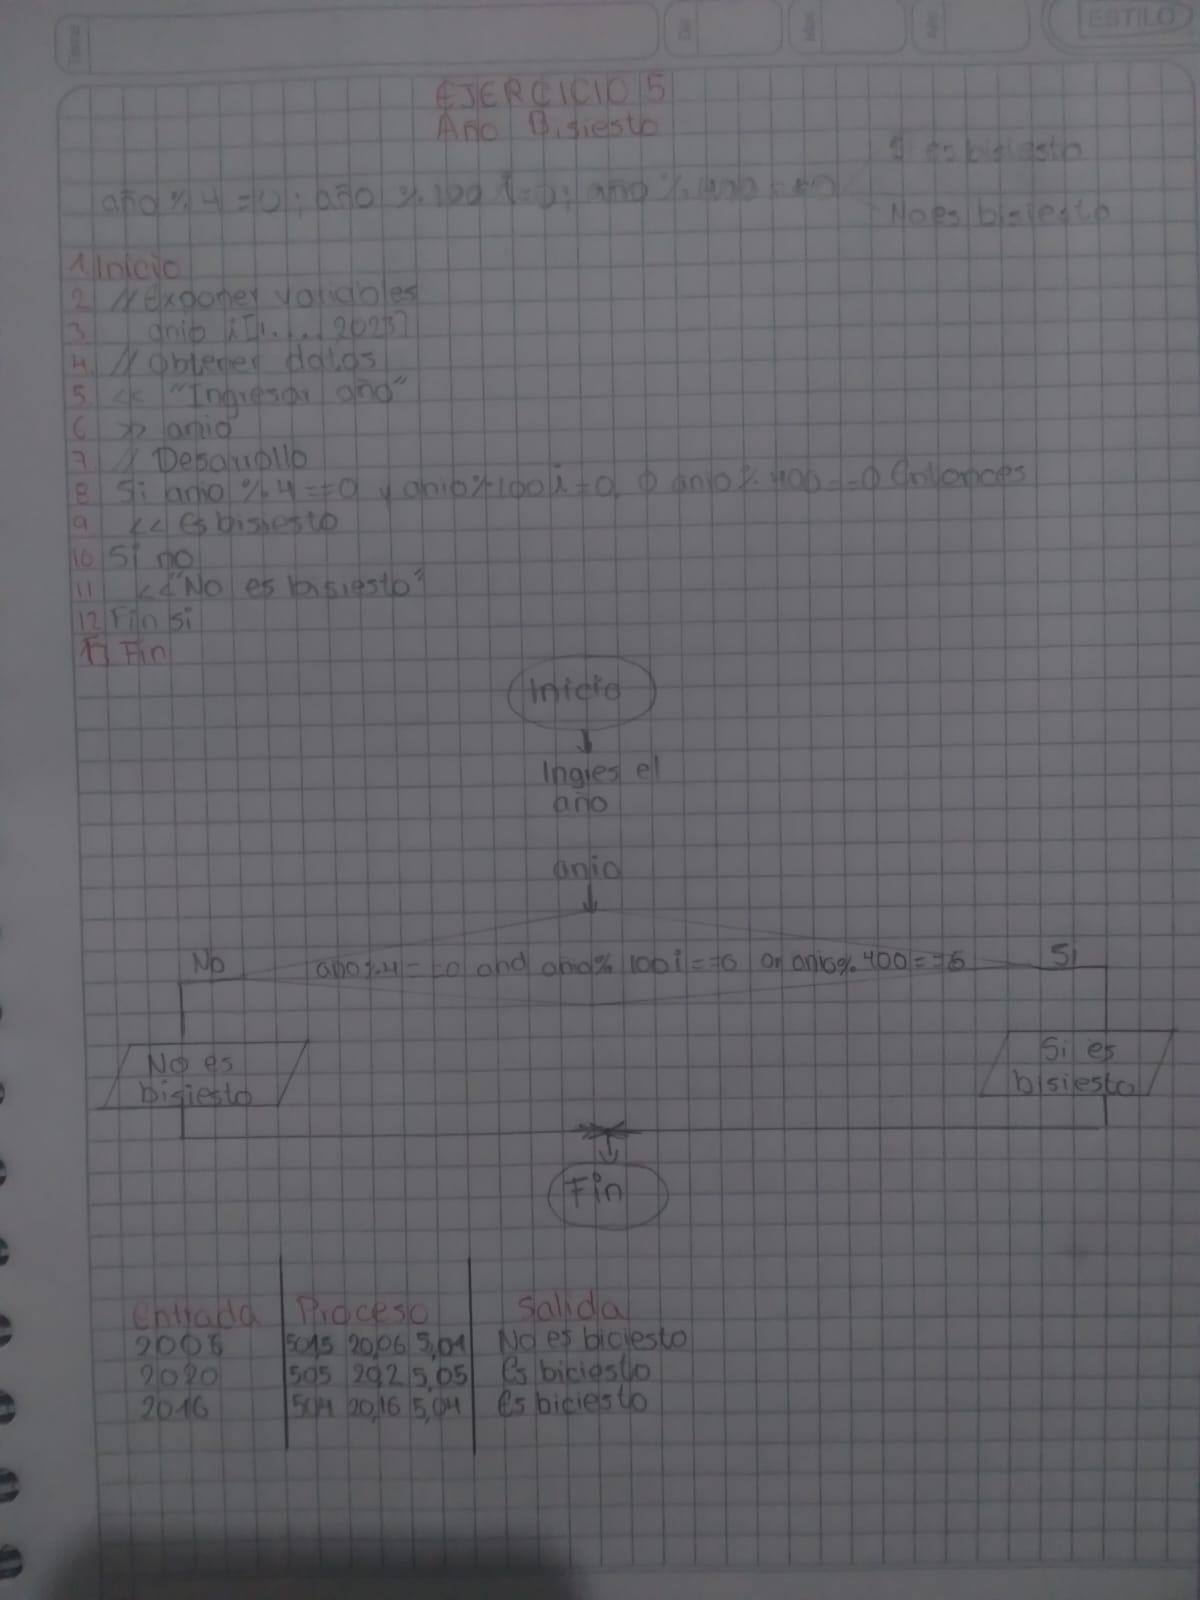 ESTILO
EJERCICIO 5
Año Bisiesto
Si es bisiesto
año % 4 = 0 ; año % 100 != 0 ; año % 400 == 0
No es bisiesto
1 Inicio
2 // Exponer variables
3 anio [1.... 2023]
4 // Obtener datos
5 << "Ingresar año"
6 >> anio
7 // Desarrollo
8 Si anio % 4 == 0 y anio % 100 != 0 O anio % 400 == 0 Entonces
9 << Es bisiesto
10 Si no
11 << "No es bisiesto"
12 Fin si
Fin
Inicio
Ingres el
año
anio
No
año % 4 == 0 and anio % 100 i==0 or anio % 400 == 0
Si
No es
bisiesto
Si es
bisiesto
Fin
Entrada Proceso Salida
5015 20,06 5,01 No es biciesto
2020 505 20,2 5,05 Es biciesto
2016 504 20,16 5,04 Es biciesto